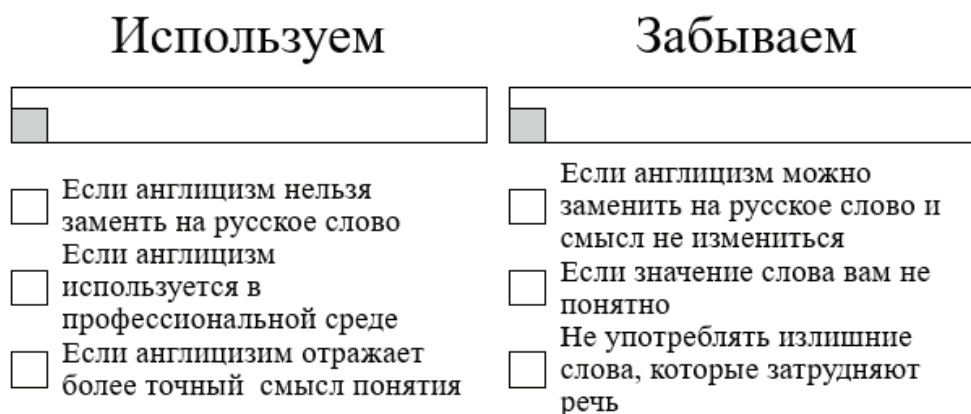 Используем
Если англицизм нельзя
заменть на русское слово
Если англицизм
используется в
профессиональной среде
Если англицизим отражает
более точный смысл понятия
Забываем
Если англицизм можно
заменить на русское слово и
смысл не измениться
Если значение слова вам не
понятно
Не употреблять излишние
слова, которые затрудняют
речь